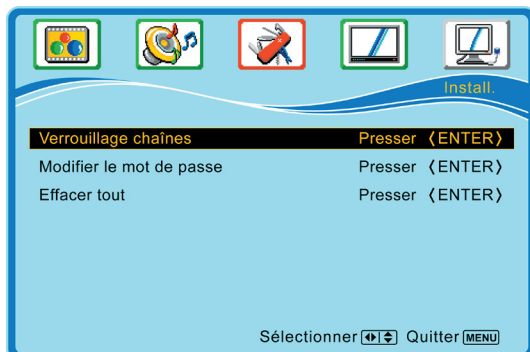 Install.
Verrouillage chaînes Presser 〈ENTER〉
Modifier le mot de passe Presser 〈ENTER〉
Effacer tout Presser 〈ENTER〉
Sélectionner Quitter MENU